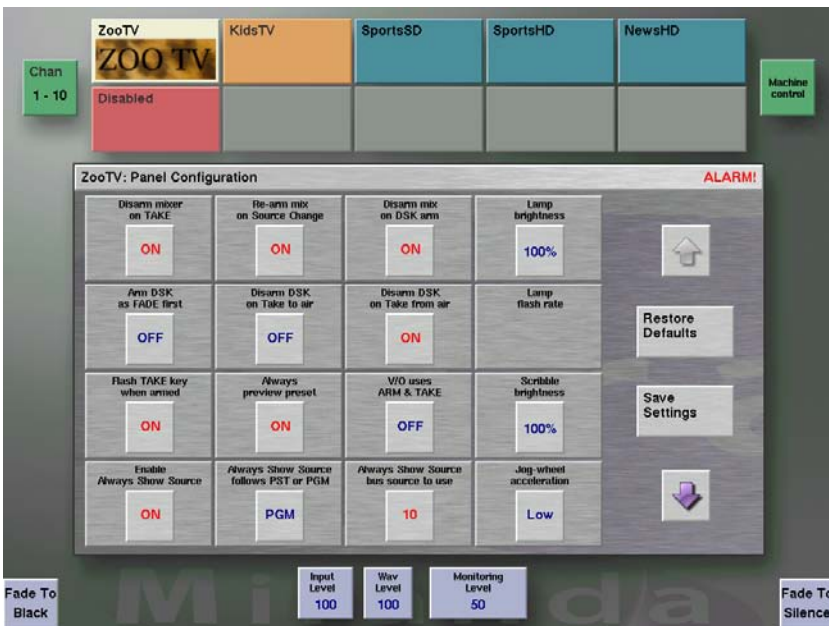 ZooTV
KidsTV
SportsSD
SportsHD
NewsHD
ZOO TV
Chan
1 - 10
Disabled
Machine
control
ZooTV: Panel Configuration
ALARM!
Disarm mixer
on TAKE
ON
Re-arm mix
on Source Change
ON
Disarm mix
on DSK arm
ON
Lamp
brightness
100%
Arm DSK
as FADE first
OFF
Disarm DSK
on Take to air
OFF
Disarm DSK
on Take from air
ON
Lamp
flash rate
Restore
Defaults
Flash TAKE key
when armed
ON
Always
preview preset
ON
V/O uses
ARM & TAKE
OFF
Scribble
brightness
100%
Save
Settings
Enable
Always Show Source
ON
Always Show Source
follows PST or PGM
PGM
Always Show Source
bus source to use
10
Jog-wheel
acceleration
Low
Fade To
Black
Input
Level
100
Wav
Level
100
Monitoring
Level
50
Fade To
Silence